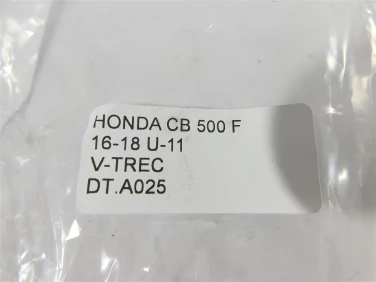 HONDA CB 500 F
16-18 U-11
V-TREC
DT.A025